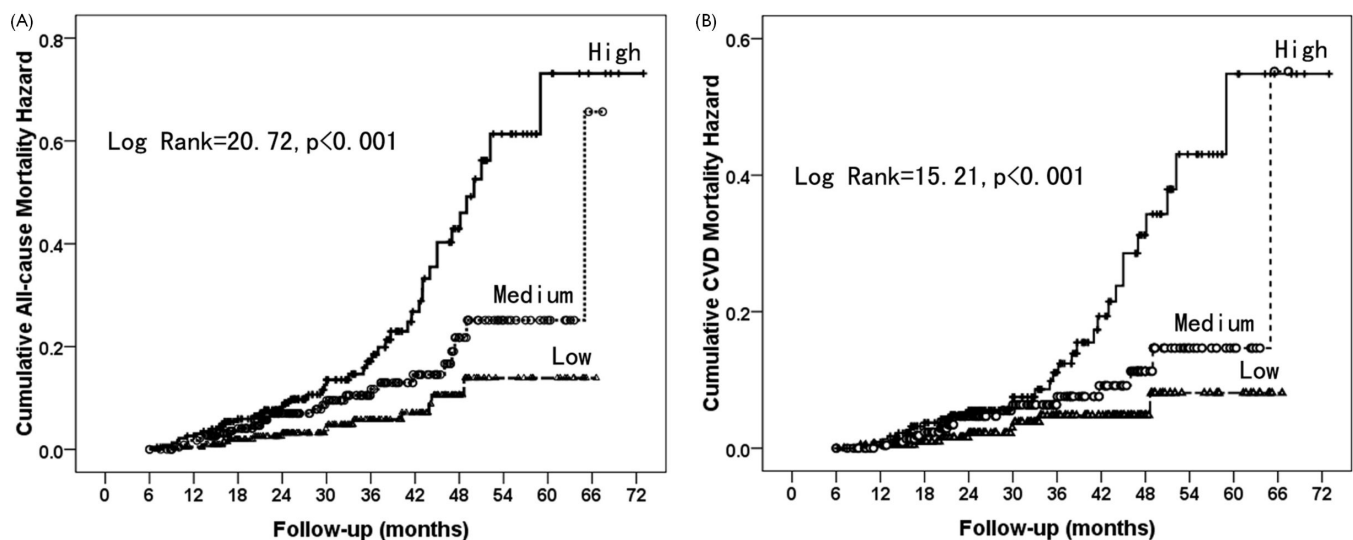 (A)
Cumulative All-cause Mortality Hazard
0.8
0.6
0.4
0.2
0.0
High
Log Rank=20.72, p<0.001
Medium
Low
0 6 12 18 24 30 36 42 48 54 60 66 72
Follow-up (months)
(B)
Cumulative CVD Mortality Hazard
0.6
0.4
0.2
0.0
High
Log Rank=15.21, p<0.001
Medium
Low
0 6 12 18 24 30 36 42 48 54 60 66 72
Follow-up (months)